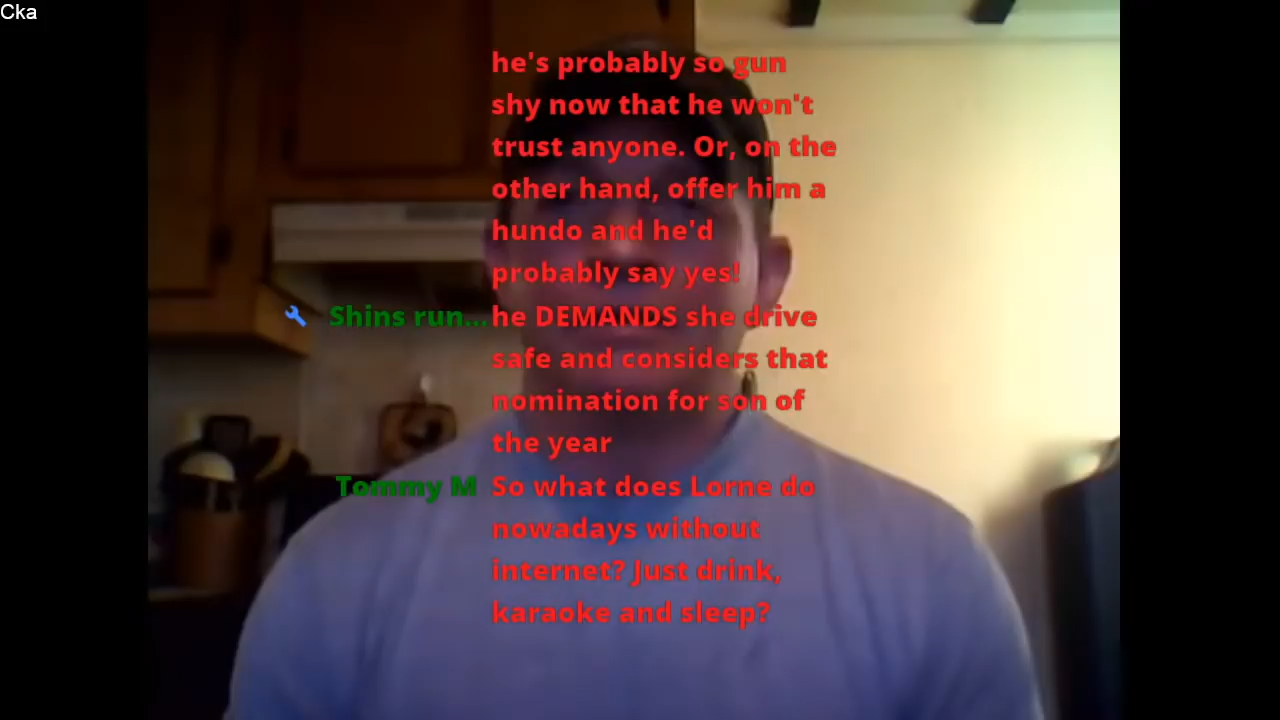 Cka
he's probably so gun
shy now that he won't
trust anyone. Or, on the
other hand, offer him a
hundo and he'd
probably say yes!
Shins run... he DEMANDS she drive
safe and considers that
nomination for son of
the year
Tommy M So what does Lorne do
nowadays without
internet? Just drink,
karaoke and sleep?